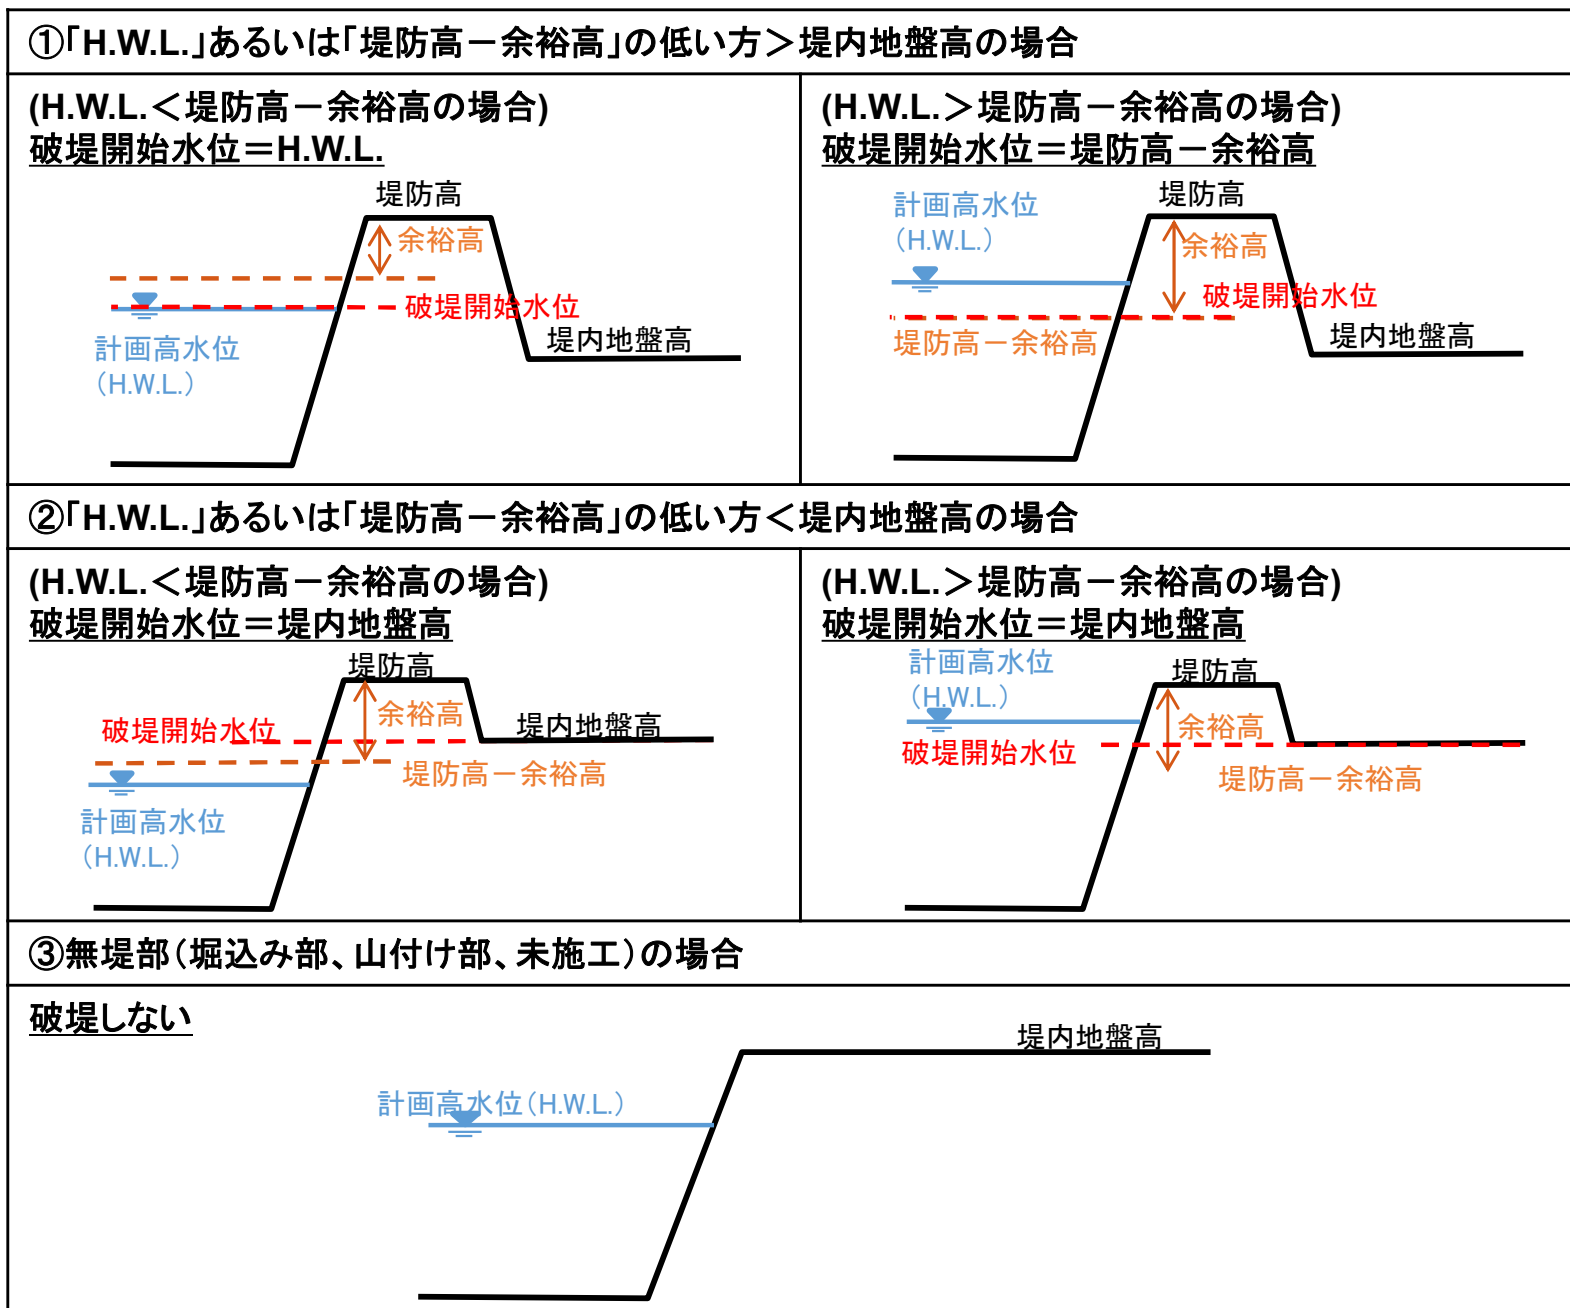 ①「H.W.L.」あるいは「堤防高－余裕高」の低い方＞堤内地盤高の場合
(H.W.L.＜堤防高－余裕高の場合)
破堤開始水位＝H.W.L.
堤防高
余裕高
破堤開始水位
堤内地盤高
計画高水位
（H.W.L.）
(H.W.L.＞堤防高－余裕高の場合)
破堤開始水位＝堤防高－余裕高
計画高水位
（H.W.L.）
堤防高
余裕高
破堤開始水位
堤防高－余裕高
堤内地盤高
②「H.W.L.」あるいは「堤防高－余裕高」の低い方＜堤内地盤高の場合
(H.W.L.＜堤防高－余裕高の場合)
破堤開始水位＝堤内地盤高
堤防高
余裕高
破堤開始水位
堤内地盤高
堤防高－余裕高
計画高水位
（H.W.L.）
(H.W.L.＞堤防高－余裕高の場合)
破堤開始水位＝堤内地盤高
計画高水位
（H.W.L.）
堤防高
余裕高
破堤開始水位
堤防高－余裕高
③無堤部（堀込み部、山付け部、未施工）の場合
破堤しない
堤内地盤高
計画高水位（H.W.L.）